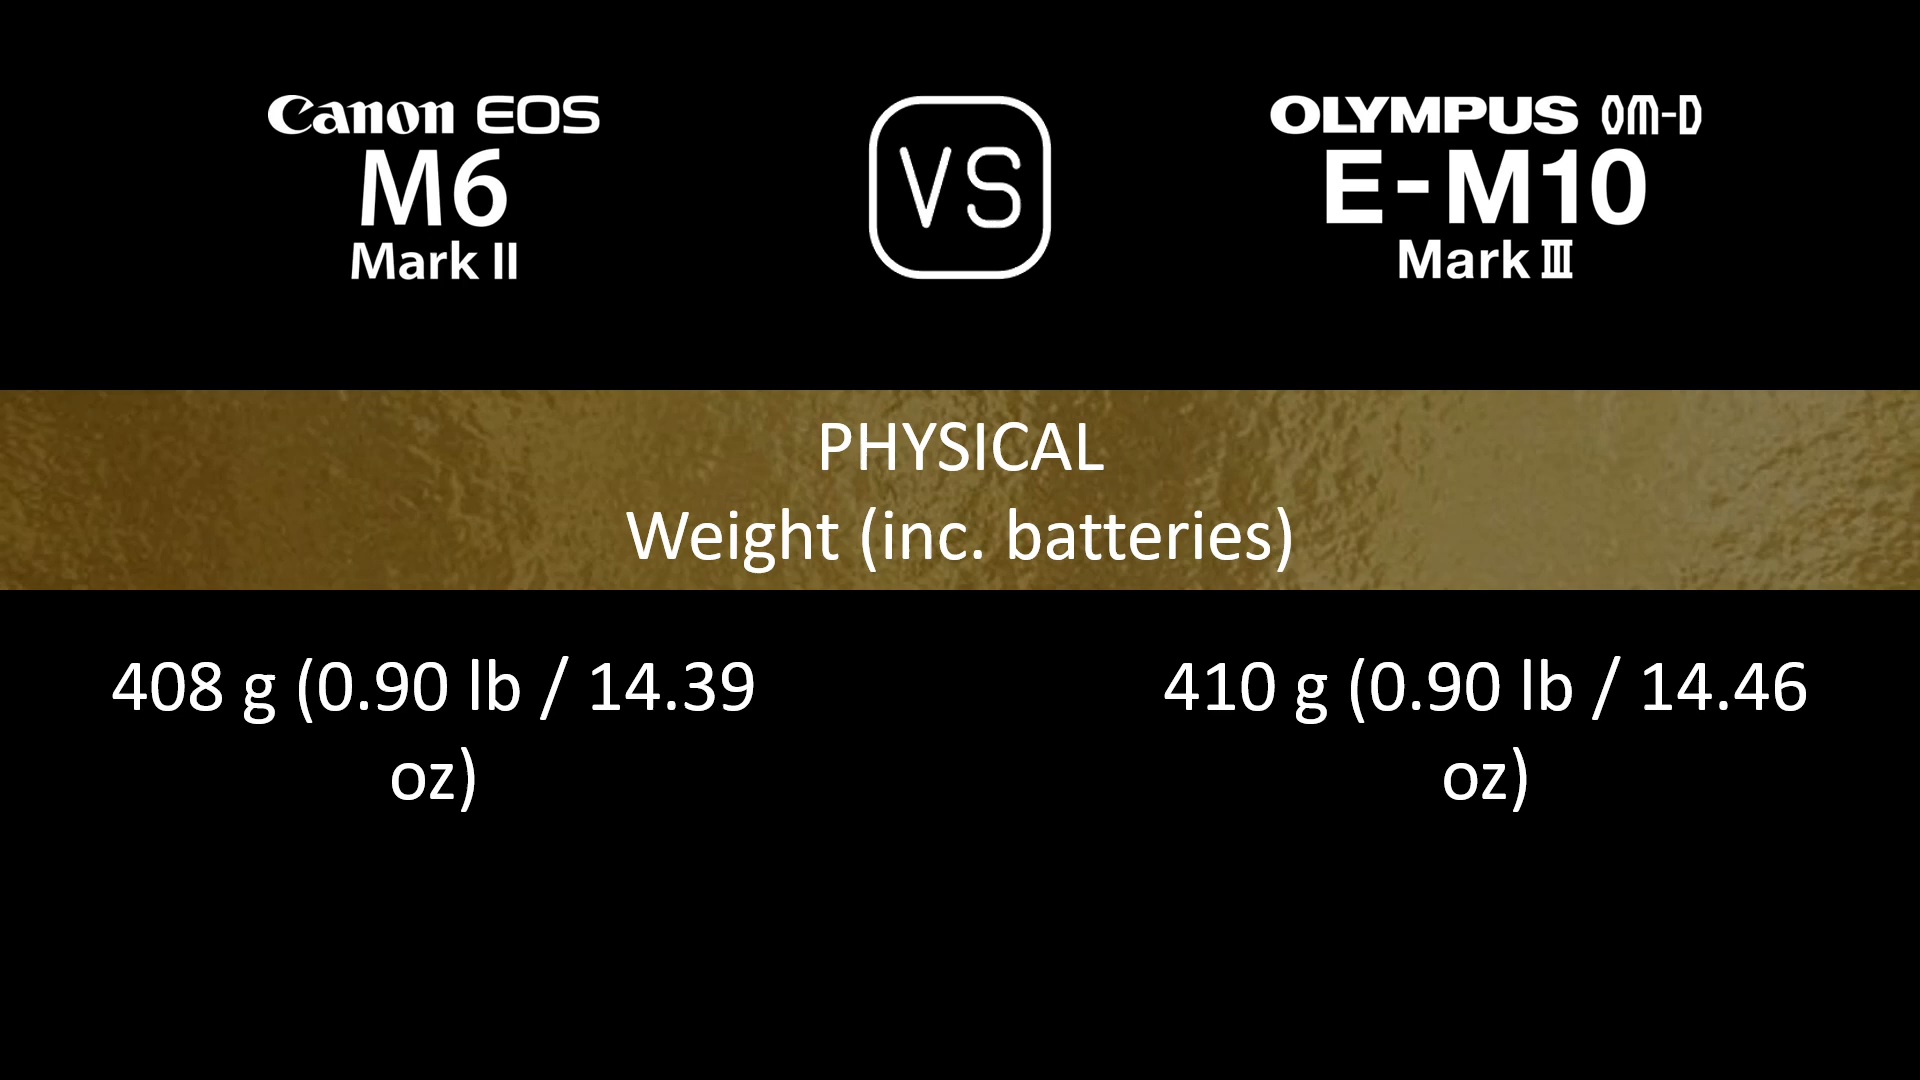 Canon EOS
M6
Mark II
VS
OLYMPUS OM-D
E-M10
Mark III
PHYSICAL
Weight (inc. batteries)
408 g (0.90 lb / 14.39
oz)
410 g (0.90 lb / 14.46
oz)